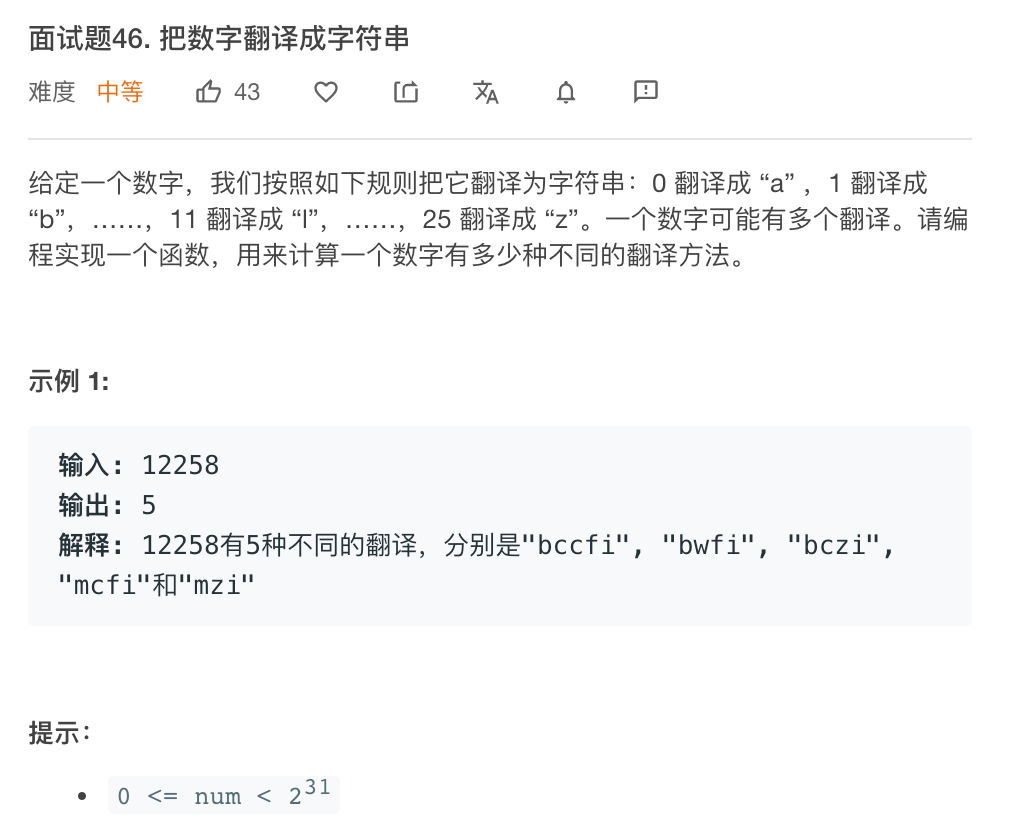 面试题46. 把数字翻译成字符串
难度 中等 43
给定一个数字，我们按照如下规则把它翻译为字符串：0 翻译成 “a” ，1 翻译成
“b”，……，11 翻译成 “l”，……，25 翻译成 “z”。一个数字可能有多个翻译。请编
程实现一个函数，用来计算一个数字有多少种不同的翻译方法。
示例 1:
输入: 12258
输出: 5
解释: 12258有5种不同的翻译，分别是"bccfi", "bwfi", "bczi",
"mcfi"和"mzi"
提示：
• 0 <= num < 2³¹